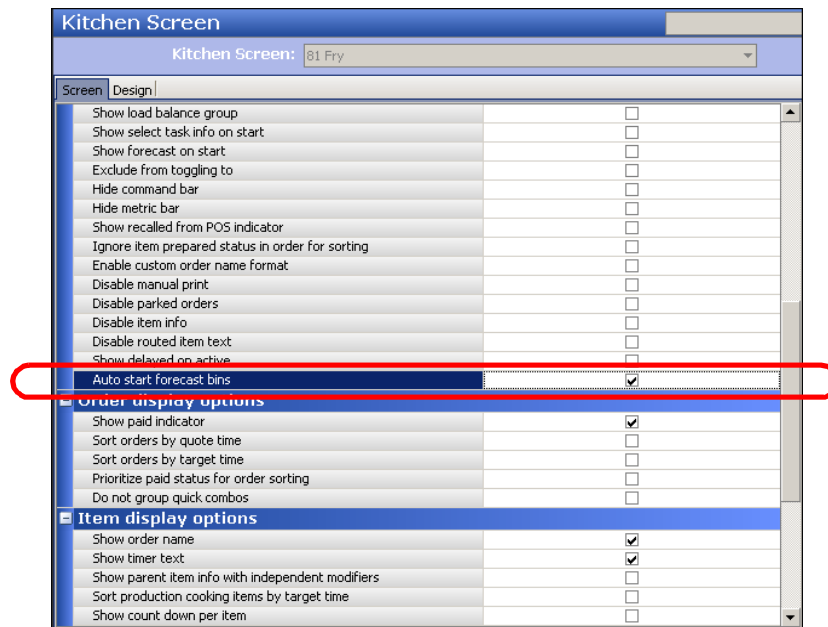 Kitchen Screen
Kitchen Screen: 81 Fry
Screen Design
Show load balance group
Show select task info on start
Show forecast on start
Exclude from toggling to
Hide command bar
Hide metric bar
Show recalled from POS indicator
Ignore item prepared status in order for sorting
Enable custom order name format
Disable manual print
Disable parked orders
Disable item info
Disable routed item text
Show delayed on active
Auto start forecast bins
Order display options
Show paid indicator
Sort orders by quote time
Sort orders by target time
Prioritize paid status for order sorting
Do not group quick combos
Item display options
Show order name
Show timer text
Show parent item info with independent modifiers
Sort production cooking items by target time
Show count down per item